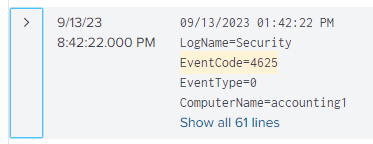 9/13/23
8:42:22.000 PM
09/13/2023 01:42:22 PM
LogName=Security
EventCode=4625
EventType=0
ComputerName=accounting1
Show all 61 lines